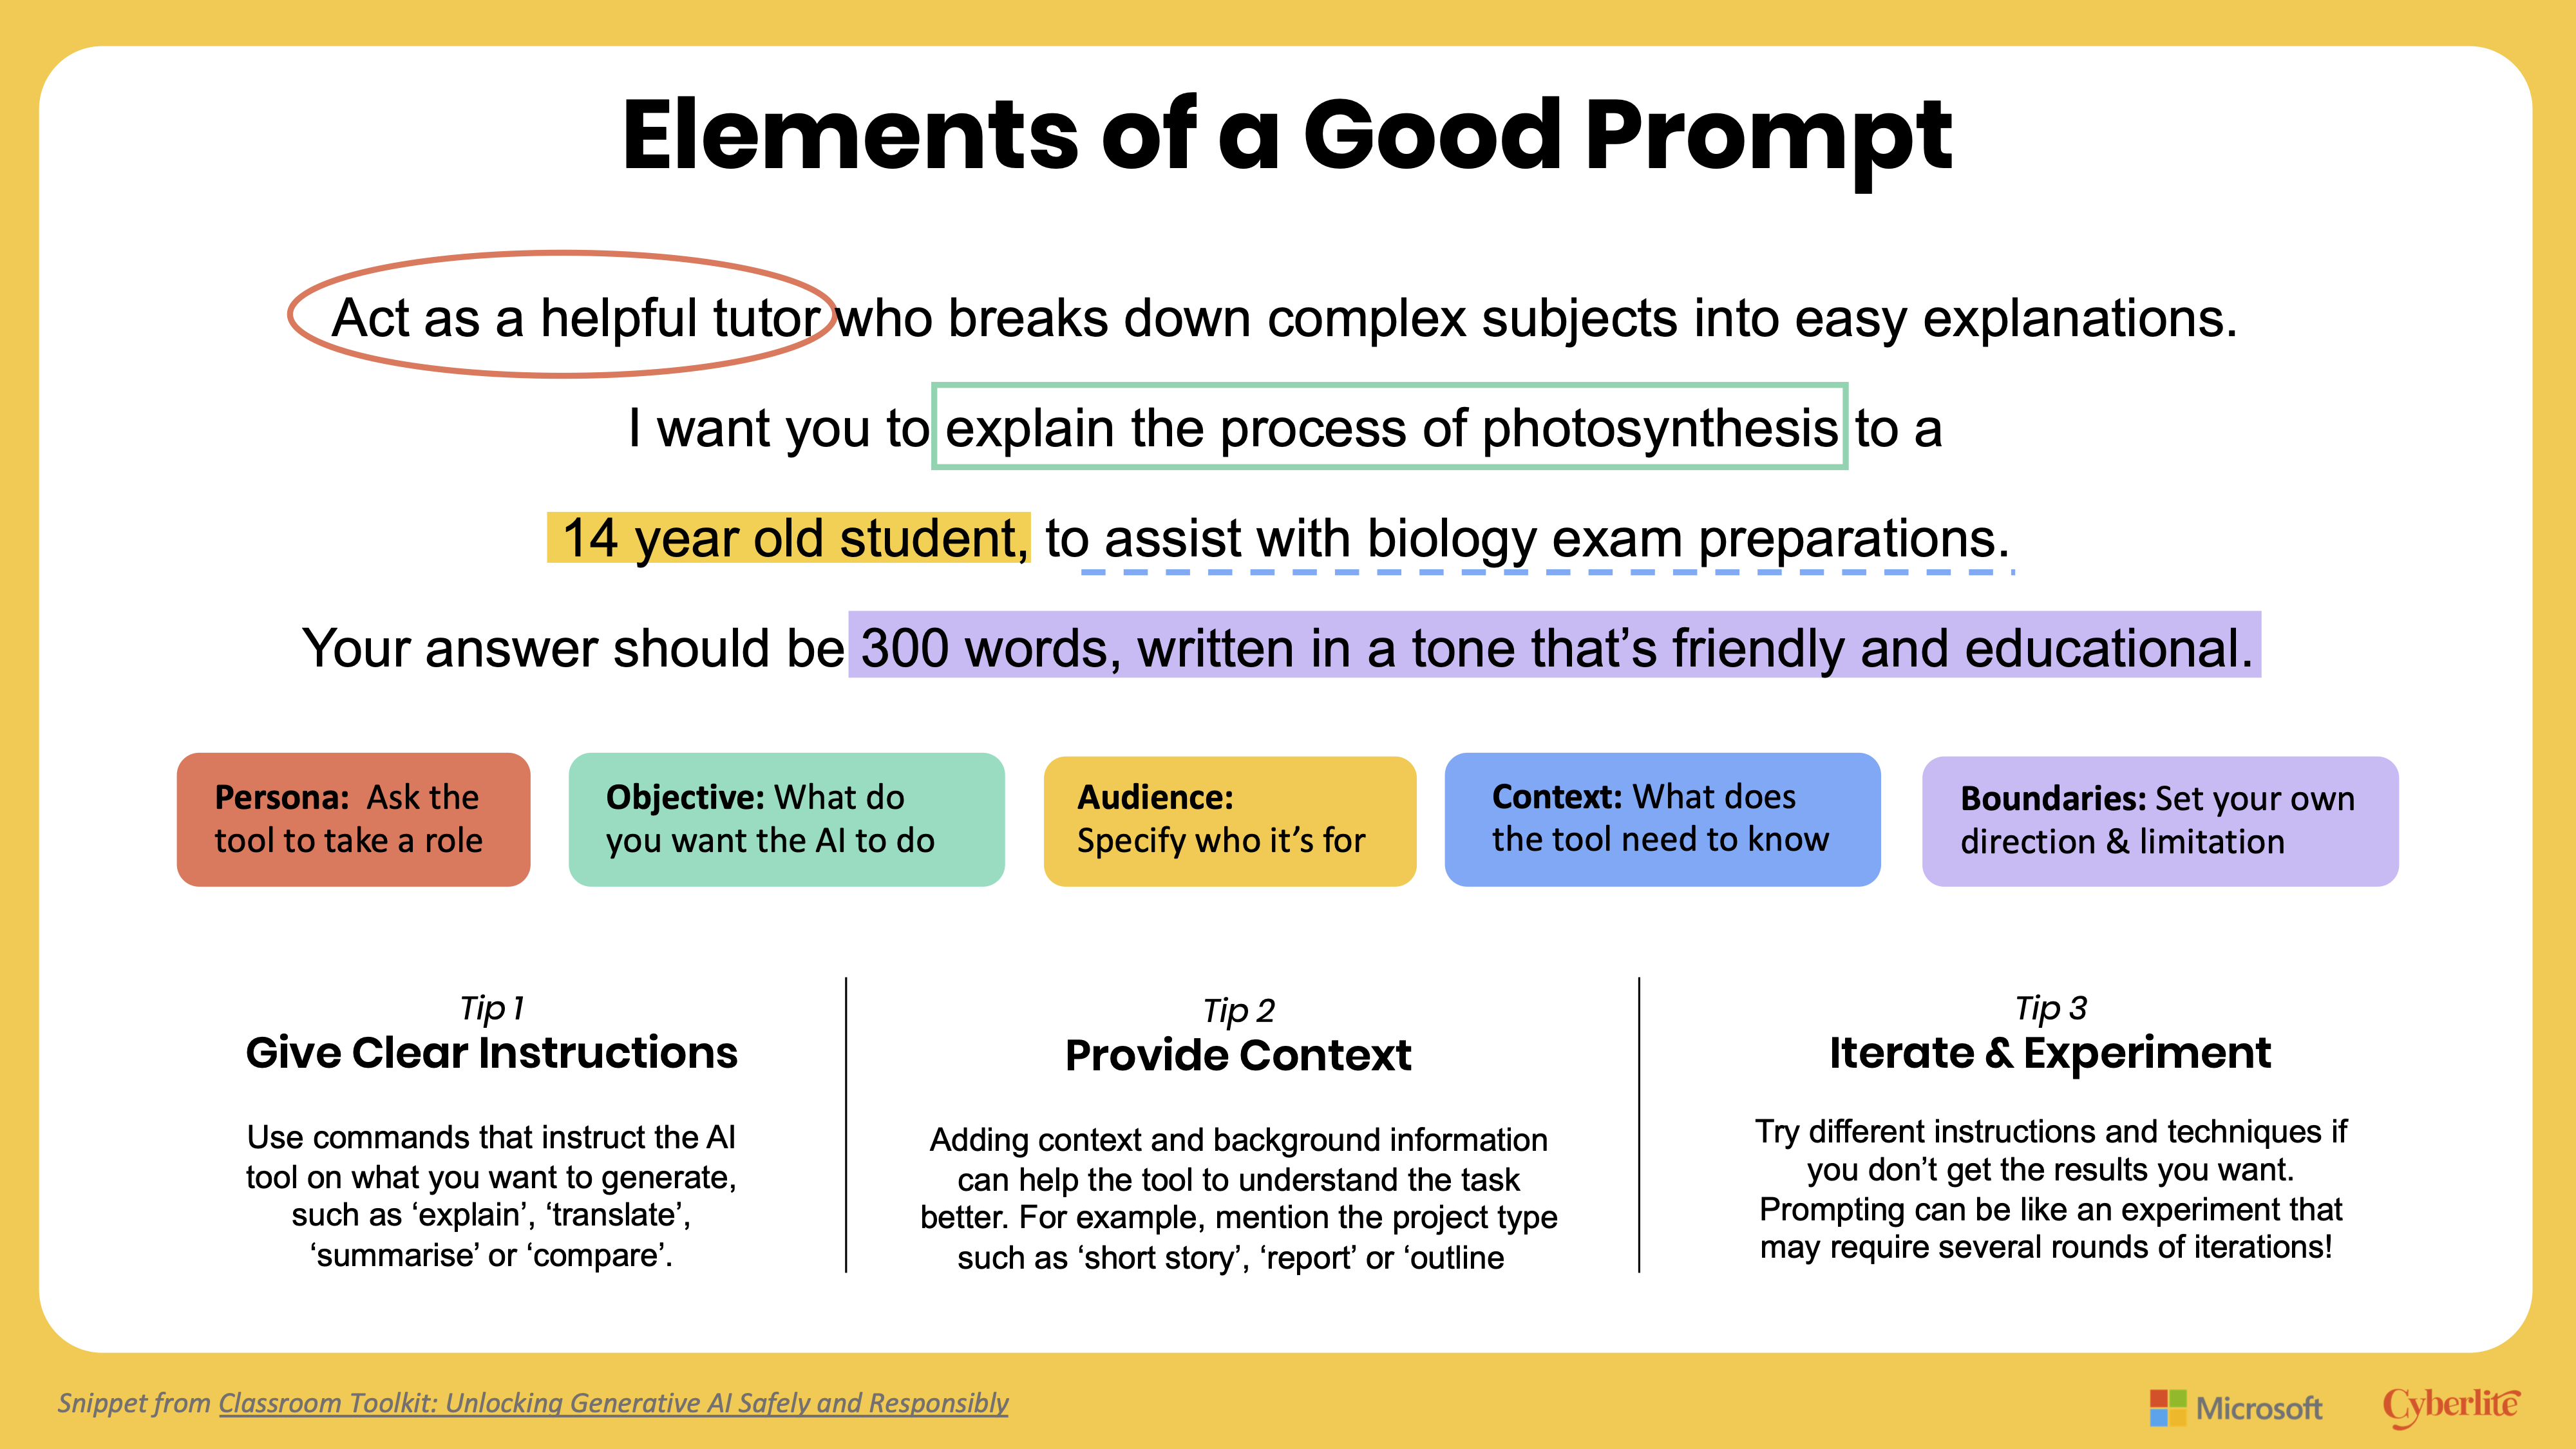 Elements of a Good Prompt
Act as a helpful tutor who breaks down complex subjects into easy explanations.
I want you to explain the process of photosynthesis to a
14 year old student, to assist with biology exam preparations.
Your answer should be 300 words, written in a tone that’s friendly and educational.
Persona: Ask the
tool to take a role
Objective: What do
you want the AI to do
Audience:
Specify who it’s for
Context: What does
the tool need to know
Boundaries: Set your own
direction & limitation
Tip 1
Give Clear Instructions
Use commands that instruct the AI
tool on what you want to generate,
such as ‘explain’, ‘translate’,
‘summarise’ or ‘compare’.
Tip 2
Provide Context
Adding context and background information
can help the tool to understand the task
better. For example, mention the project type
such as ‘short story’, ‘report’ or ‘outline
Tip 3
Iterate & Experiment
Try different instructions and techniques if
you don’t get the results you want.
Prompting can be like an experiment that
may require several rounds of iterations!
Snippet from Classroom Toolkit: Unlocking Generative AI Safely and Responsibly
Microsoft
Cyberlite